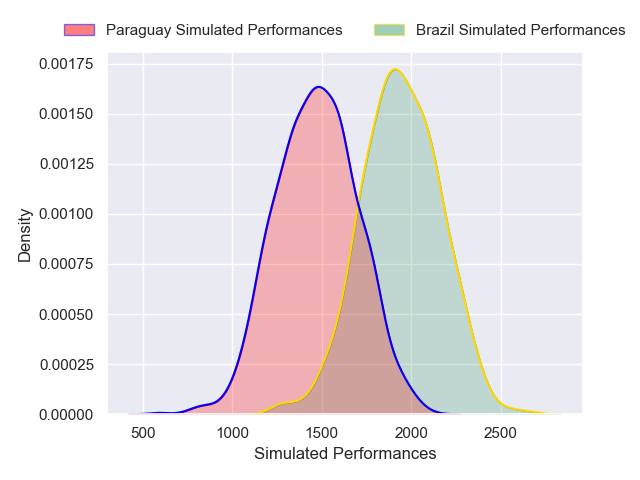 Paraguay Simulated Performances Brazil Simulated Performances
0.00175
0.00150
0.00125
0.00100
0.00075
0.00050
0.00025
0.00000
Density
500 1000 1500 2000 2500
Simulated Performances